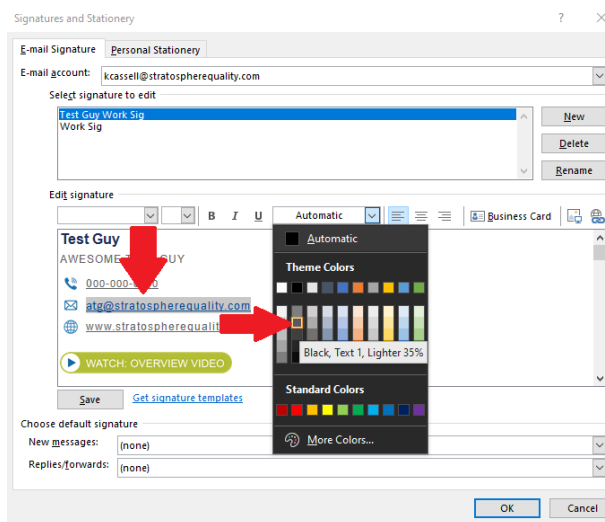 Signatures and Stationery ?
E-mail Signature Personal Stationery
E-mail account: kcassell@stratospherequality.com
Select signature to edit
Test Guy Work Sig
Work Sig
New
Delete
Rename
Edit signature
B I U Automatic Business Card
Automatic
Theme Colors
Black, Text 1, Lighter 35%
Standard Colors
More Colors...
Test Guy
AWESOME GUY
000-000-
atg@stratospherequality.com
www.stratospherequalit
WATCH: OVERVIEW VIDEO
Save Get signature templates
Choose default signature
New messages: (none)
Replies/forwards: (none)
OK Cancel